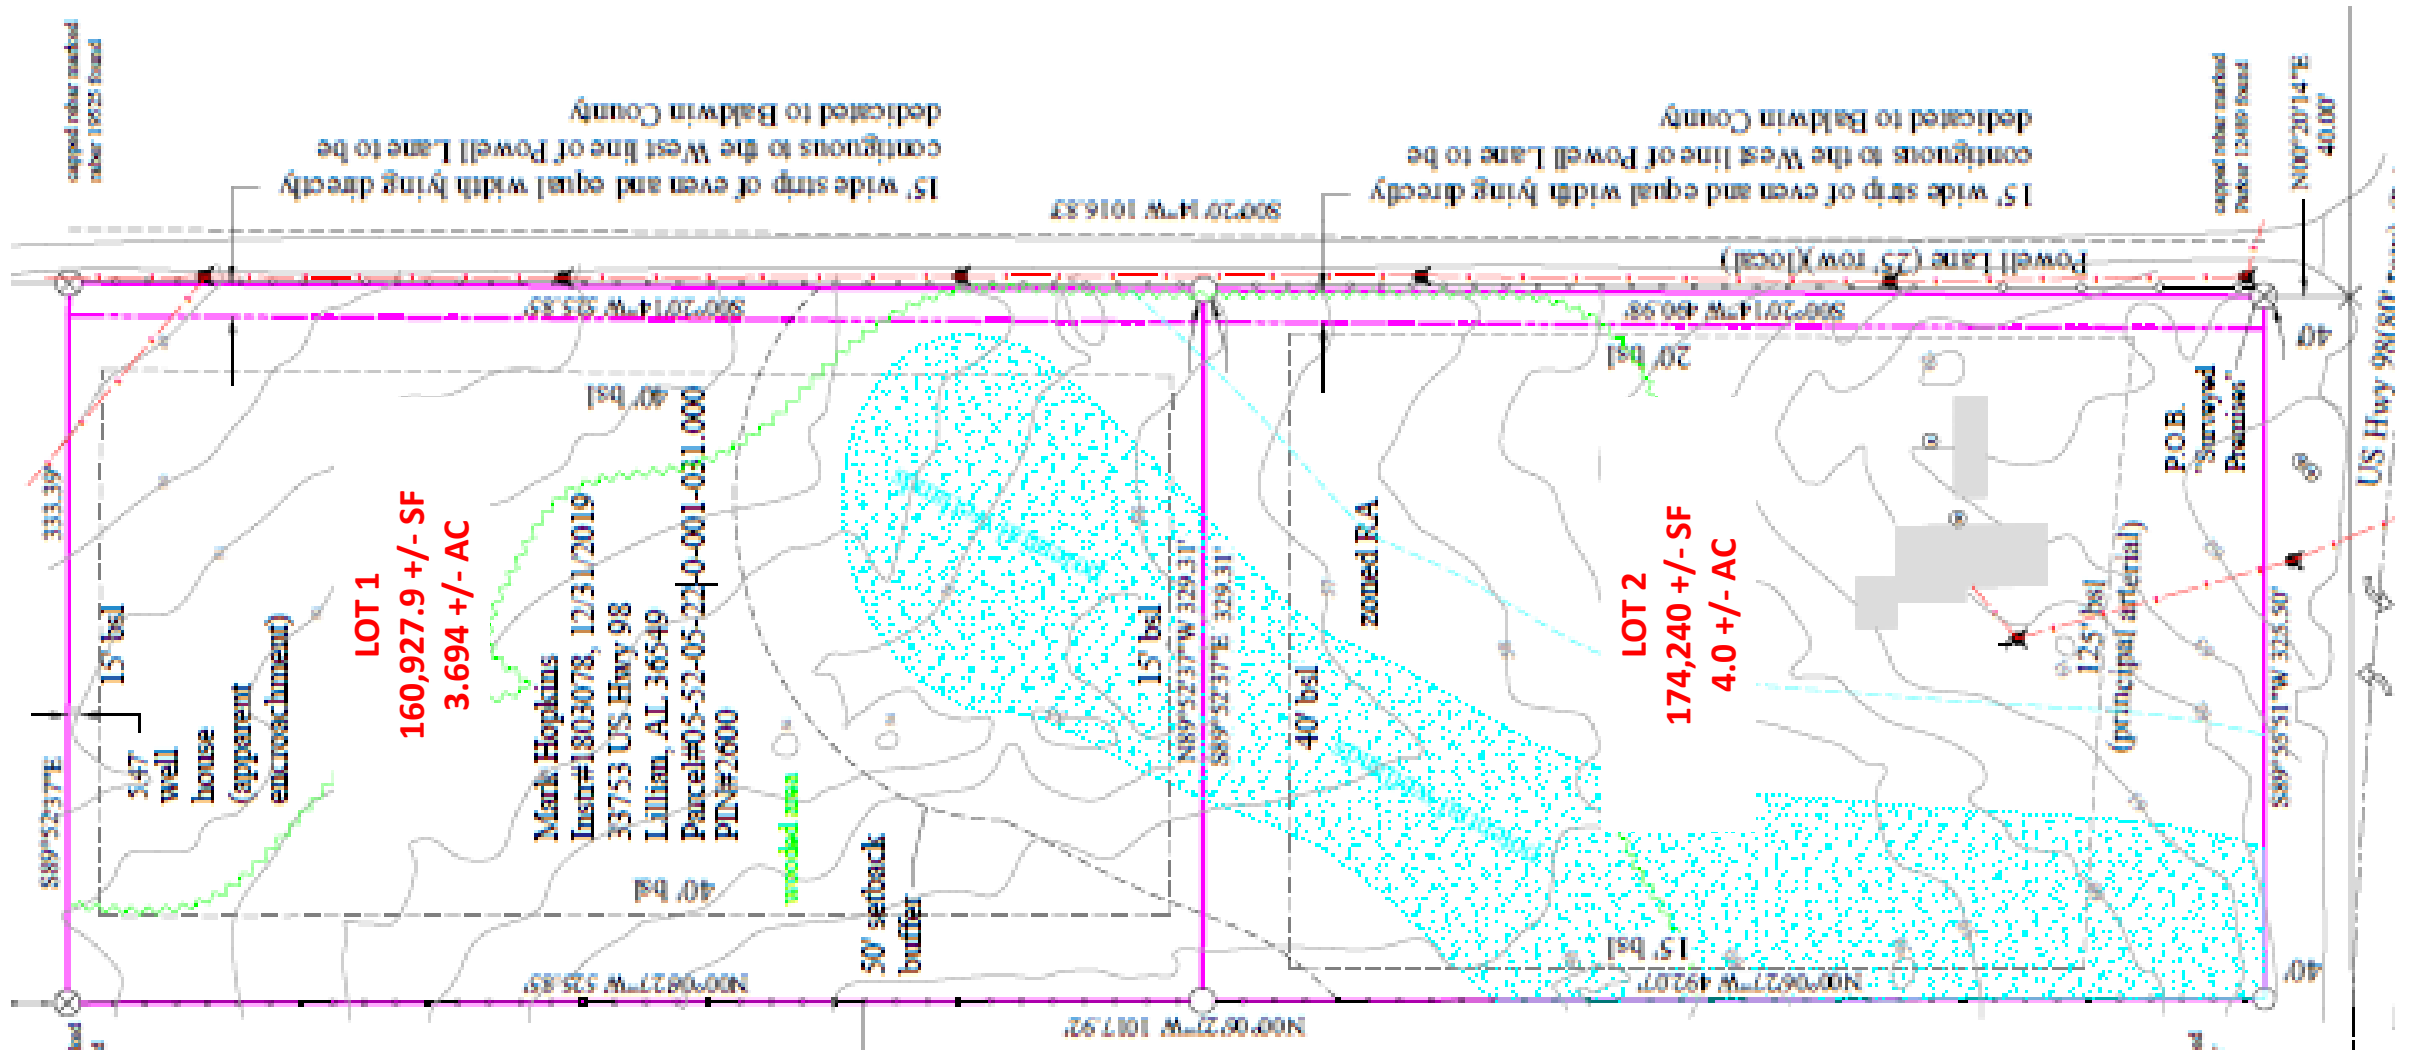 capped rebar marked
15' wide strip of even and equal width lying directly
contiguous to the West line of Powell Lane to be
dedicated to Baldwin County
15' wide strip of even and equal width lying directly
contiguous to the West line of Powell Lane to be
dedicated to Baldwin County
capped rebar marked
N00°20'14"E
40.00'
S00°20'14"W 1016.83'
Powell Lane (25' row)(local)
S00°20'14"W 525.85'
S00°20'14"W 490.98'
40' bsl
20' bsl
40'
P.O.B.
"Surveyed
Premises"
US Hwy 98(80' row)
333.39'
S89°52'37"E
15' bsl
5.47'
well
house
(apparent
encroachment)
LOT 1
160,927.9 +/- SF
3.694 +/- AC
Mark Hopkins
Instr#1803078, 12/31/2019
33753 US Hwy 98
Lillian, AL 36549
Parcel#05-52-05-22-0-001-031.000
PIN#2600
wooded area
50' setback
buffer
40' bsl
15' bsl
N89°52'37"W 329.31'
S89°52'37"E 329.31'
40' bsl
zoned RA
LOT 2
174,240 +/- SF
4.0 +/- AC
125' bsl
(principal arterial)
S89°55'51"W 325.50'
15' bsl
40'
N00°06'27"W 525.85'
N00°06'27"W 492.07'
N00°06'27"W 1017.92'